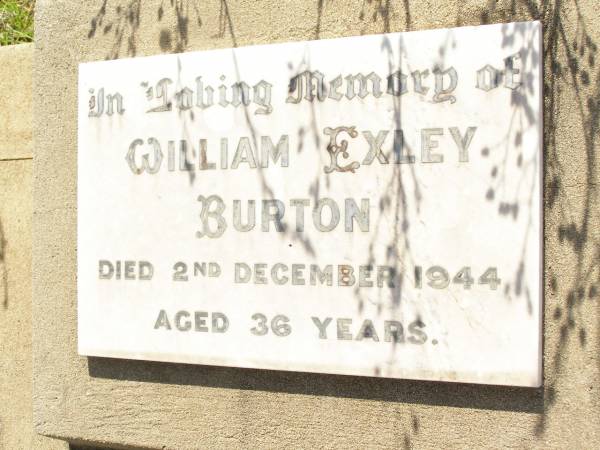 In Loving Memory of
WILLIAM EXLEY
BURTON
DIED 2ND DECEMBER 1944
AGED 36 YEARS.